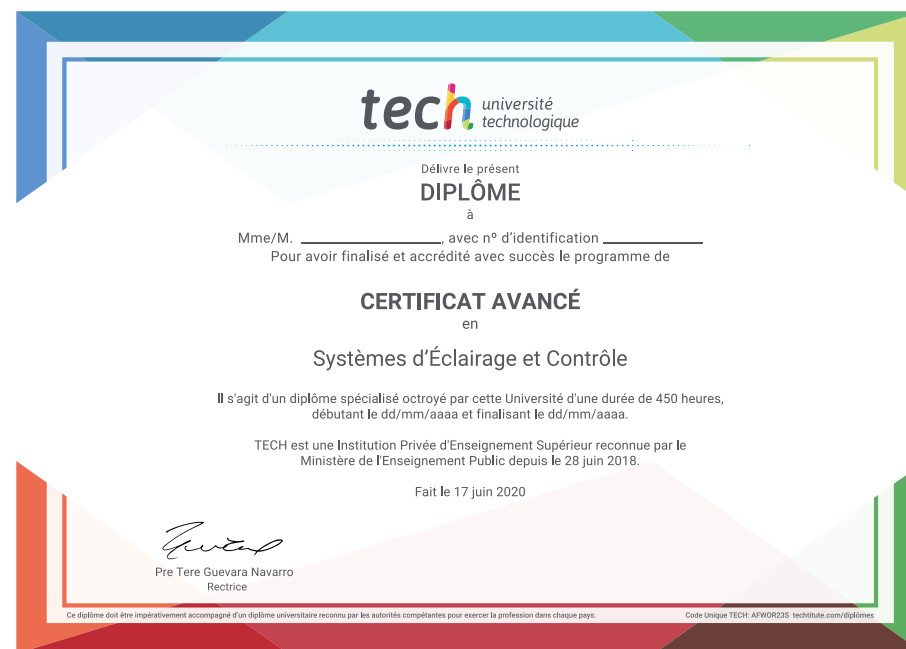 tech université
technologique
Délivre le présent
DIPLÔME
à
Mme/M. ____________________, avec nº d'identification ______________
Pour avoir finalisé et accrédité avec succès le programme de
CERTIFICAT AVANCÉ
en
Systèmes d'Éclairage et Contrôle
Il s'agit d'un diplôme spécialisé octroyé par cette Université d'une durée de 450 heures,
débutant le dd/mm/aaaa et finalisant le dd/mm/aaaa.
TECH est une Institution Privée d'Enseignement Supérieur reconnue par le
Ministère de l'Enseignement Public depuis le 28 juin 2018.
Fait le 17 juin 2020
Pre Tere Guevara Navarro
Rectrice
Ce diplôme doit être impérativement accompagné d'un diplôme universitaire reconnu par les autorités compétentes pour exercer la profession dans chaque pays.
Code Unique TECH: AFWOR23S techtitute.com/diplômes